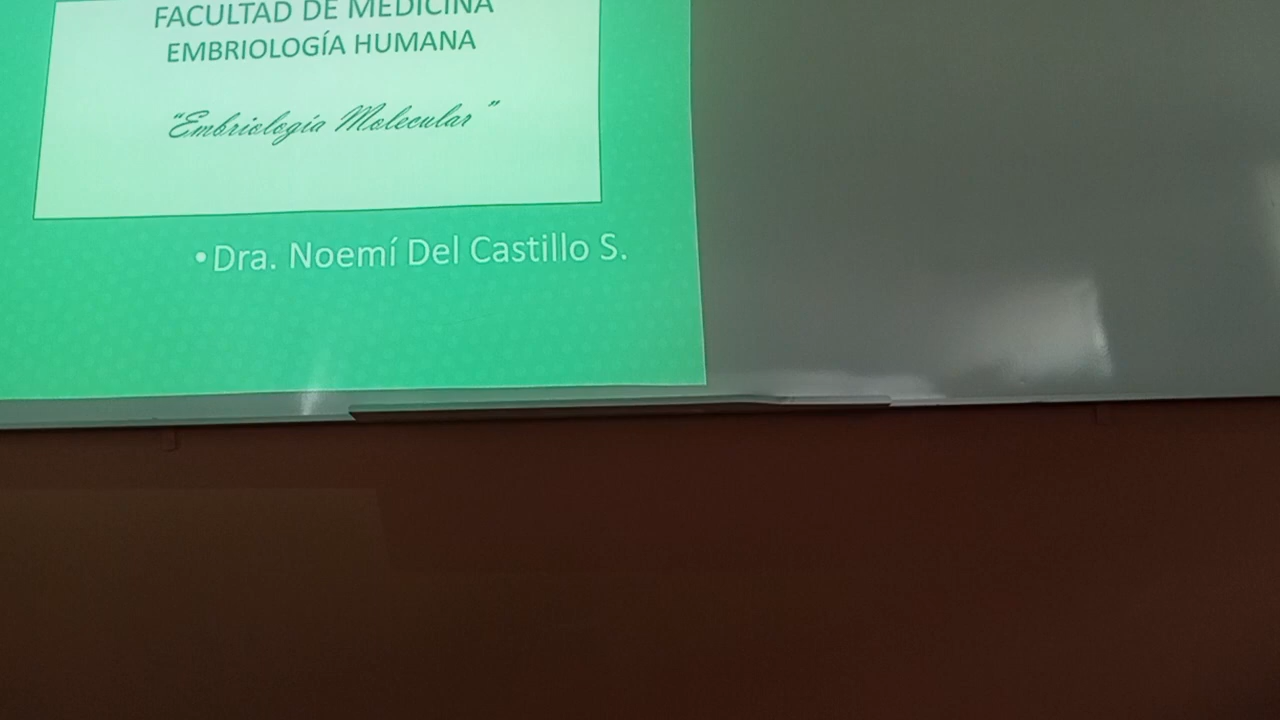 FACULTAD DE MEDICINA
EMBRIOLOGÍA HUMANA
“Embriología Molecular ”
•Dra. Noemí Del Castillo S.